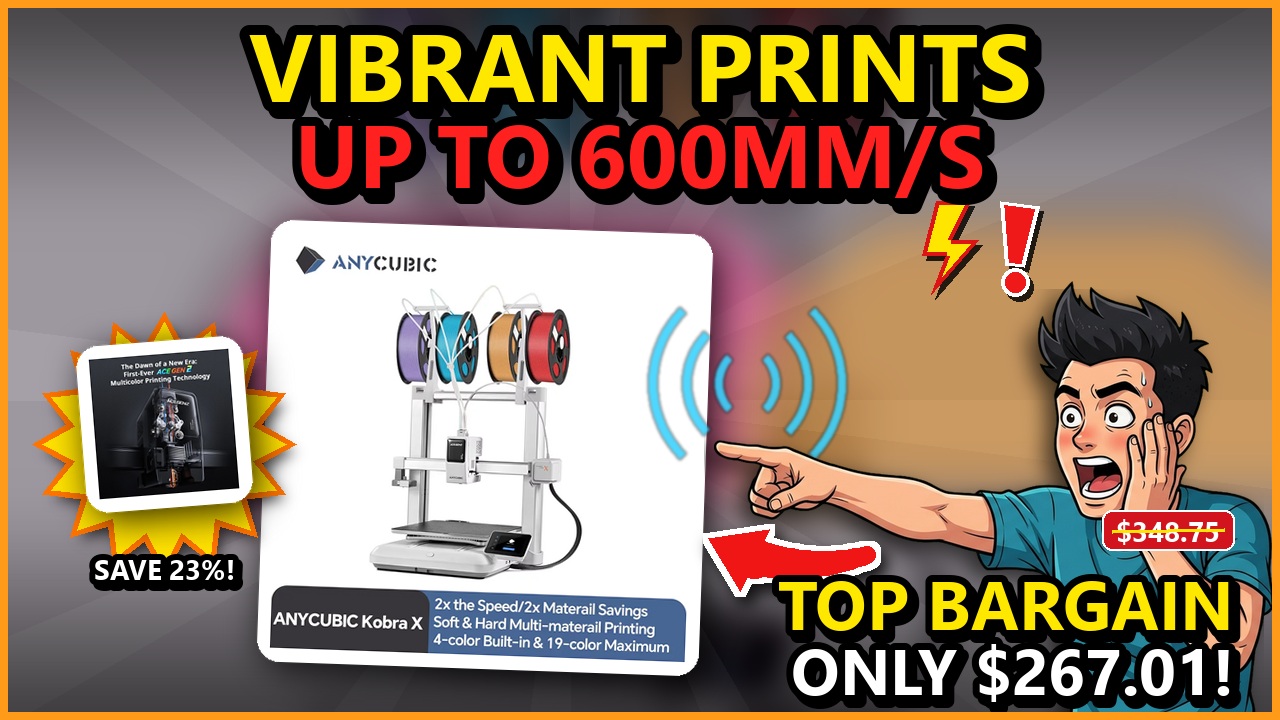 VIBRANT PRINTS
UP TO 600MM/S
ANYCUBIC
The Dawn of a New Era:
First-Ever ACE GEN 2
Multicolor Printing Technology
SAVE 23%!
ANYCUBIC Kobra X
2x the Speed/2x Materail Savings
Soft & Hard Multi-materail Printing
4-color Built-in & 19-color Maximum
$348.75
TOP BARGAIN
ONLY $267.01!